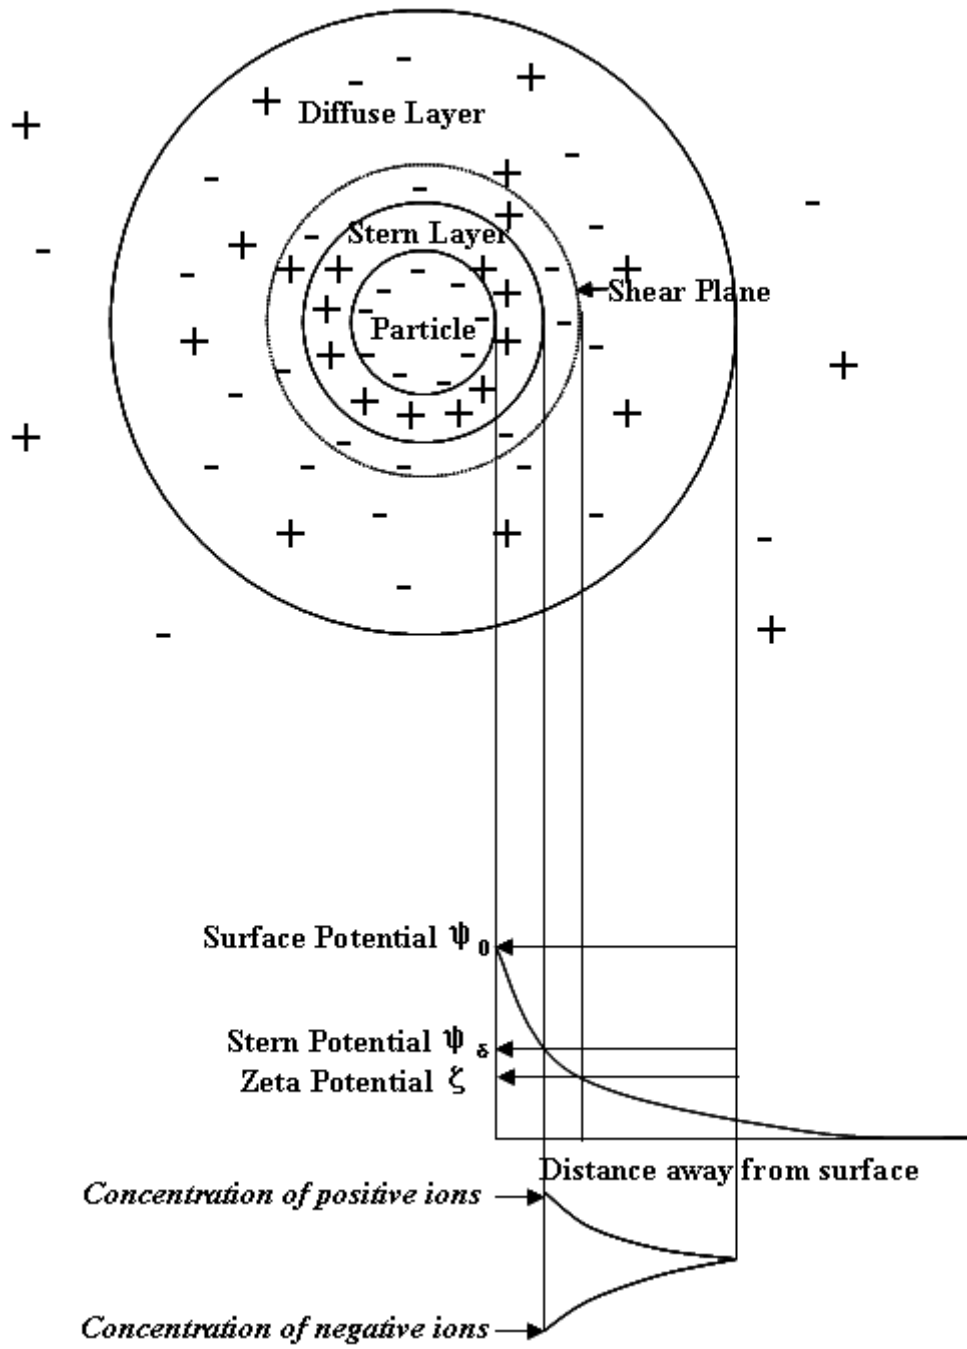 Diffuse Layer
Stern Layer
Shear Plane
Particle
Surface Potential ψ0
Stern Potential ψδ
Zeta Potential ζ
Distance away from surface
Concentration of positive ions
Concentration of negative ions